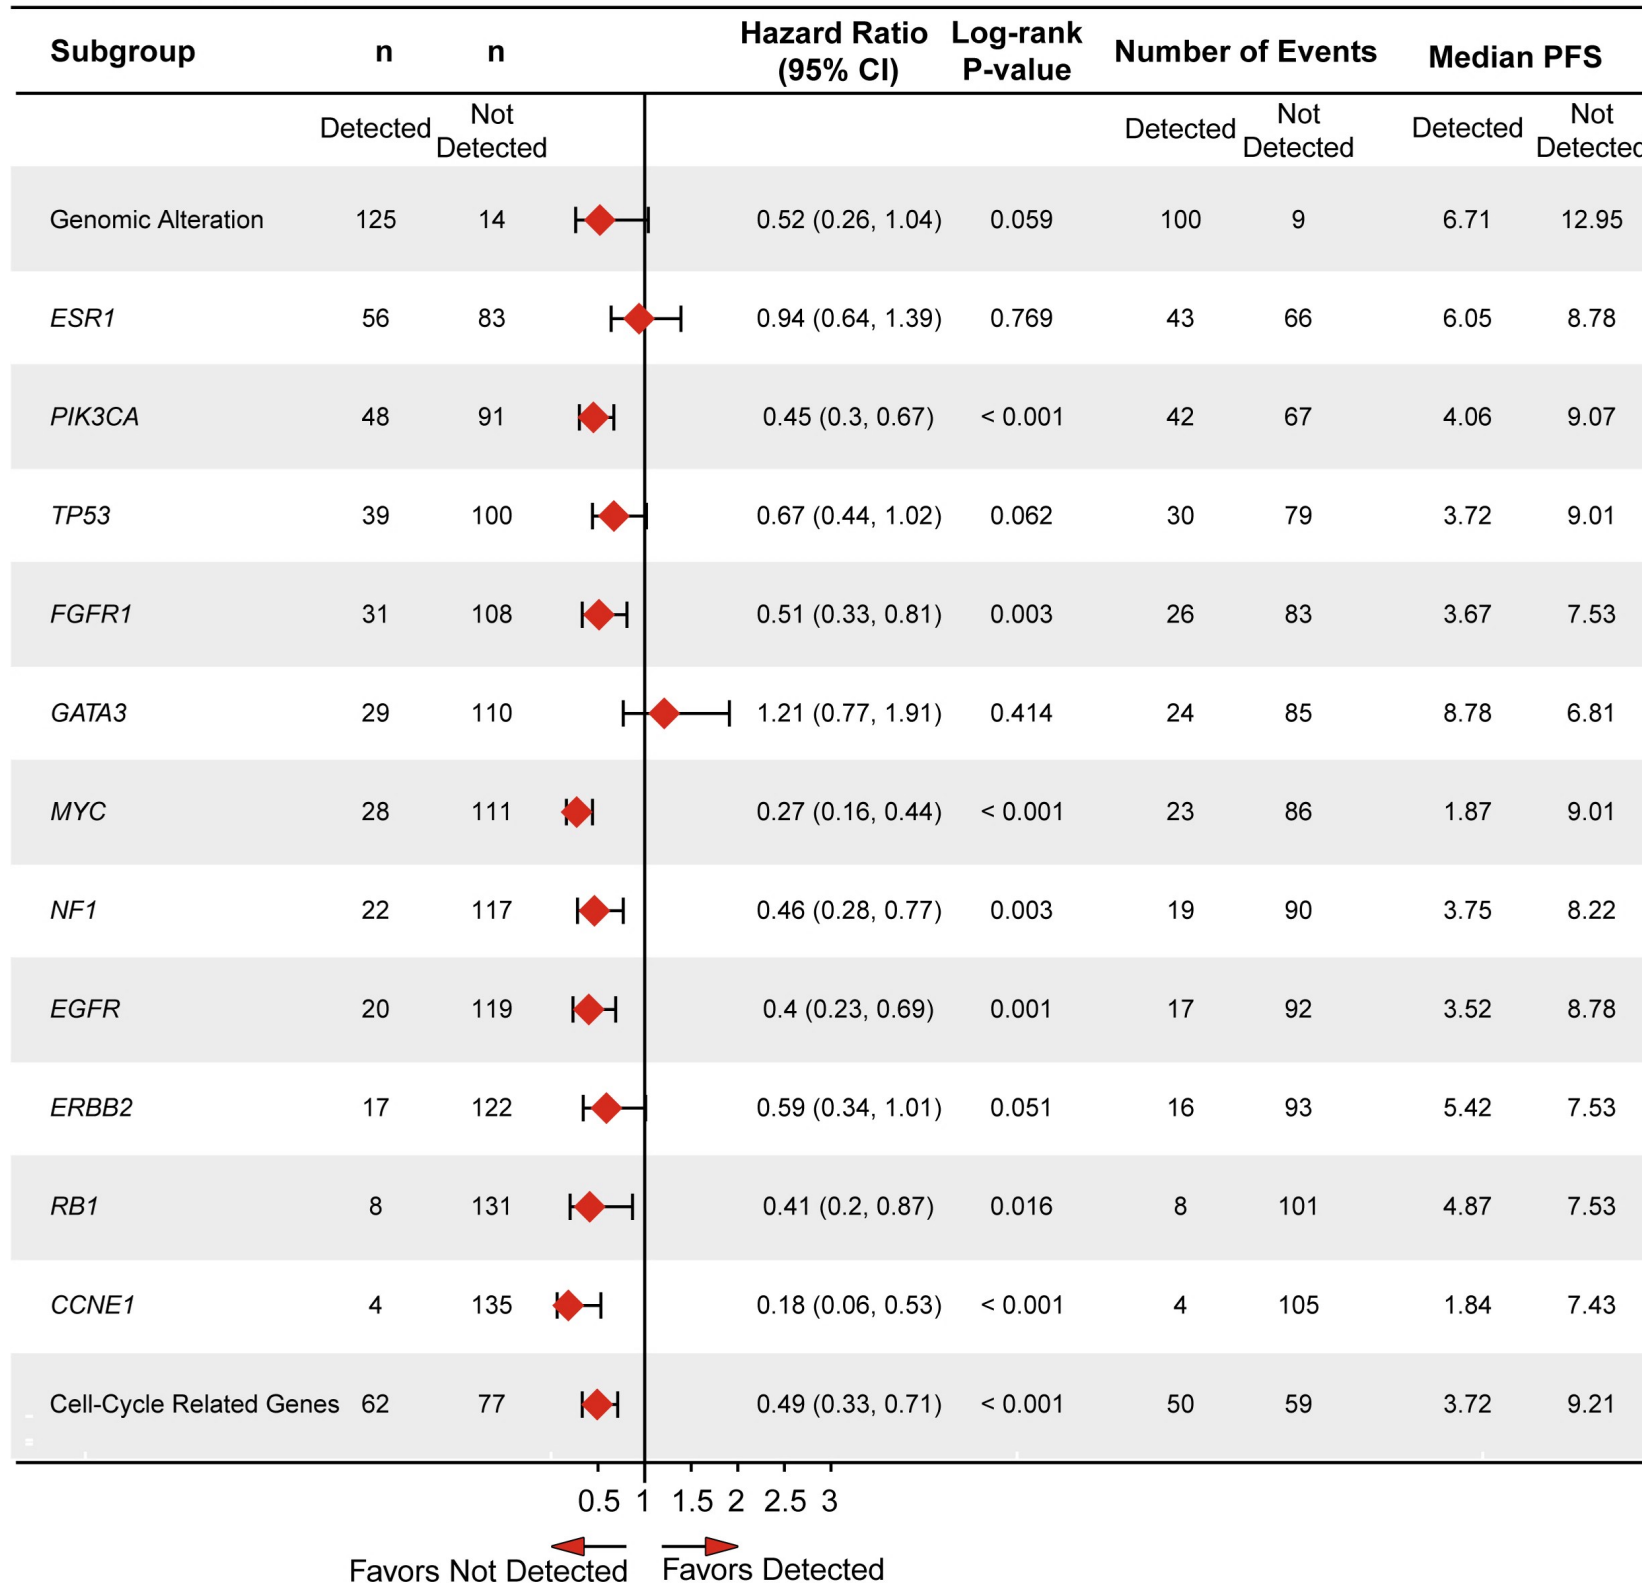 Subgroup n n Hazard Ratio (95% CI) Log-rank P-value Number of Events Median PFS
Detected Not Detected Detected Not Detected Detected Not Detected
Genomic Alteration 125 14 0.52 (0.26, 1.04) 0.059 100 9 6.71 12.95
ESR1 56 83 0.94 (0.64, 1.39) 0.769 43 66 6.05 8.78
PIK3CA 48 91 0.45 (0.3, 0.67) < 0.001 42 67 4.06 9.07
TP53 39 100 0.67 (0.44, 1.02) 0.062 30 79 3.72 9.01
FGFR1 31 108 0.51 (0.33, 0.81) 0.003 26 83 3.67 7.53
GATA3 29 110 1.21 (0.77, 1.91) 0.414 24 85 8.78 6.81
MYC 28 111 0.27 (0.16, 0.44) < 0.001 23 86 1.87 9.01
NF1 22 117 0.46 (0.28, 0.77) 0.003 19 90 3.75 8.22
EGFR 20 119 0.4 (0.23, 0.69) 0.001 17 92 3.52 8.78
ERBB2 17 122 0.59 (0.34, 1.01) 0.051 16 93 5.42 7.53
RB1 8 131 0.41 (0.2, 0.87) 0.016 8 101 4.87 7.53
CCNE1 4 135 0.18 (0.06, 0.53) < 0.001 4 105 1.84 7.43
Cell-Cycle Related Genes 62 77 0.49 (0.33, 0.71) < 0.001 50 59 3.72 9.21
0.5 1 1.5 2 2.5 3
Favors Not Detected Favors Detected